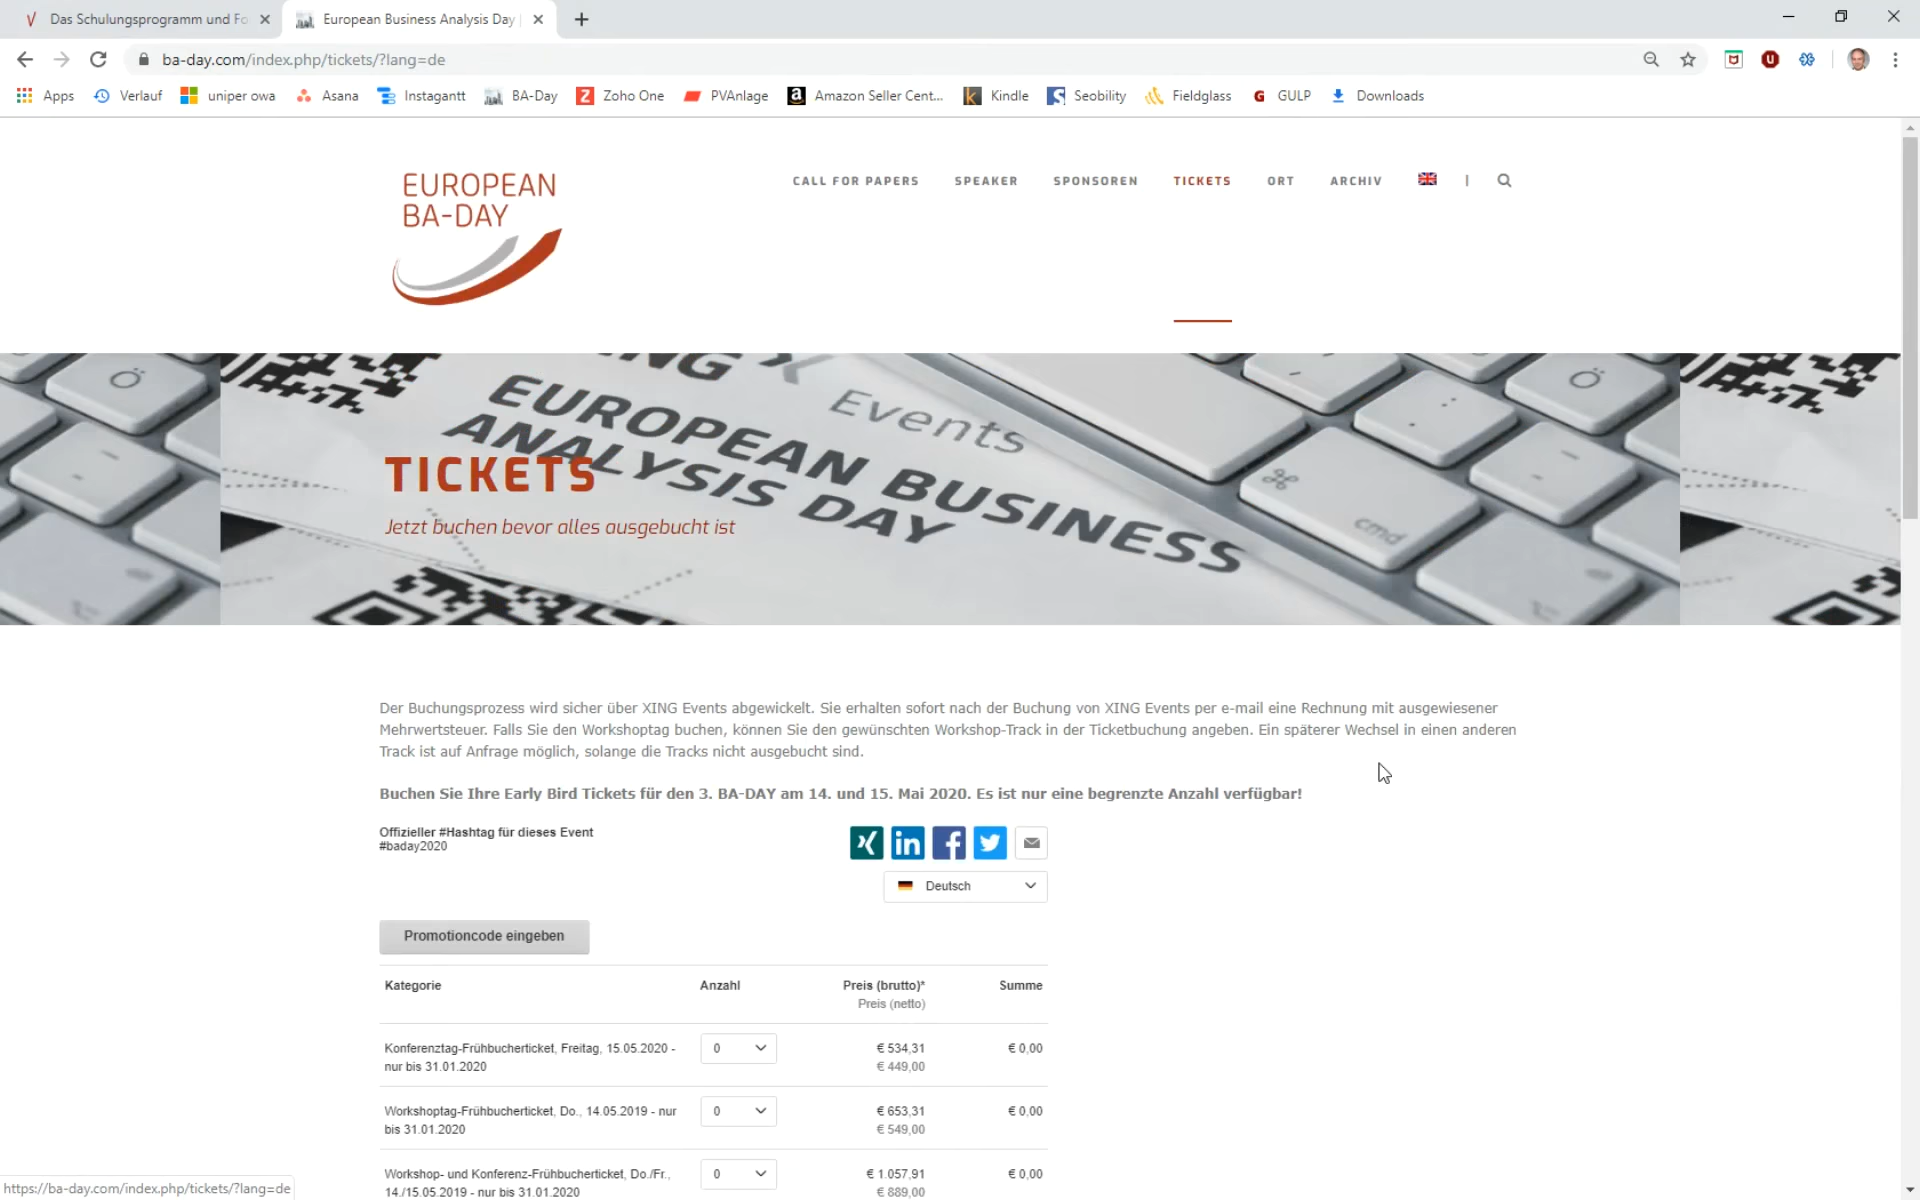 Das Schulungsprogramm und Fo
European Business Analysis Day |
ba-day.com/index.php/tickets/?lang=de
Apps
Verlauf
uniper owa
Asana
Instagantt
BA-Day
Zoho One
PVAnlage
Amazon Seller Cent...
Kindle
Seobility
Fieldglass
GULP
Downloads
EUROPEAN
BA-DAY
CALL FOR PAPERS
SPEAKER
SPONSOREN
TICKETS
ORT
ARCHIV
|
NG X
Events
EUROPEAN BUSINESS
ANALYSIS DAY
Ö
Ö
cmd
TICKETS
Jetzt buchen bevor alles ausgebucht ist
Der Buchungsprozess wird sicher über XING Events abgewickelt. Sie erhalten sofort nach der Buchung von XING Events per e-mail eine Rechnung mit ausgewiesener
Mehrwertsteuer. Falls Sie den Workshoptag buchen, können Sie den gewünschten Workshop-Track in der Ticketbuchung angeben. Ein späterer Wechsel in einen anderen
Track ist auf Anfrage möglich, solange die Tracks nicht ausgebucht sind.
Buchen Sie Ihre Early Bird Tickets für den 3. BA-DAY am 14. und 15. Mai 2020. Es ist nur eine begrenzte Anzahl verfügbar!
Offizieller #Hashtag für dieses Event
#baday2020
Deutsch
Promotioncode eingeben
Kategorie Anzahl Preis (brutto)* Summe
Preis (netto)
Konferenztag-Frühbucherticket, Freitag, 15.05.2020 - 0 € 534,31 € 0,00
nur bis 31.01.2020 € 449,00
Workshoptag-Frühbucherticket, Do., 14.05.2019 - nur 0 € 653,31 € 0,00
bis 31.01.2020 € 549,00
Workshop- und Konferenz-Frühbucherticket, Do./Fr., 0 € 1.057,91 € 0,00
14./15.05.2019 - nur bis 31.01.2020 € 889,00
https://ba-day.com/index.php/tickets/?lang=de